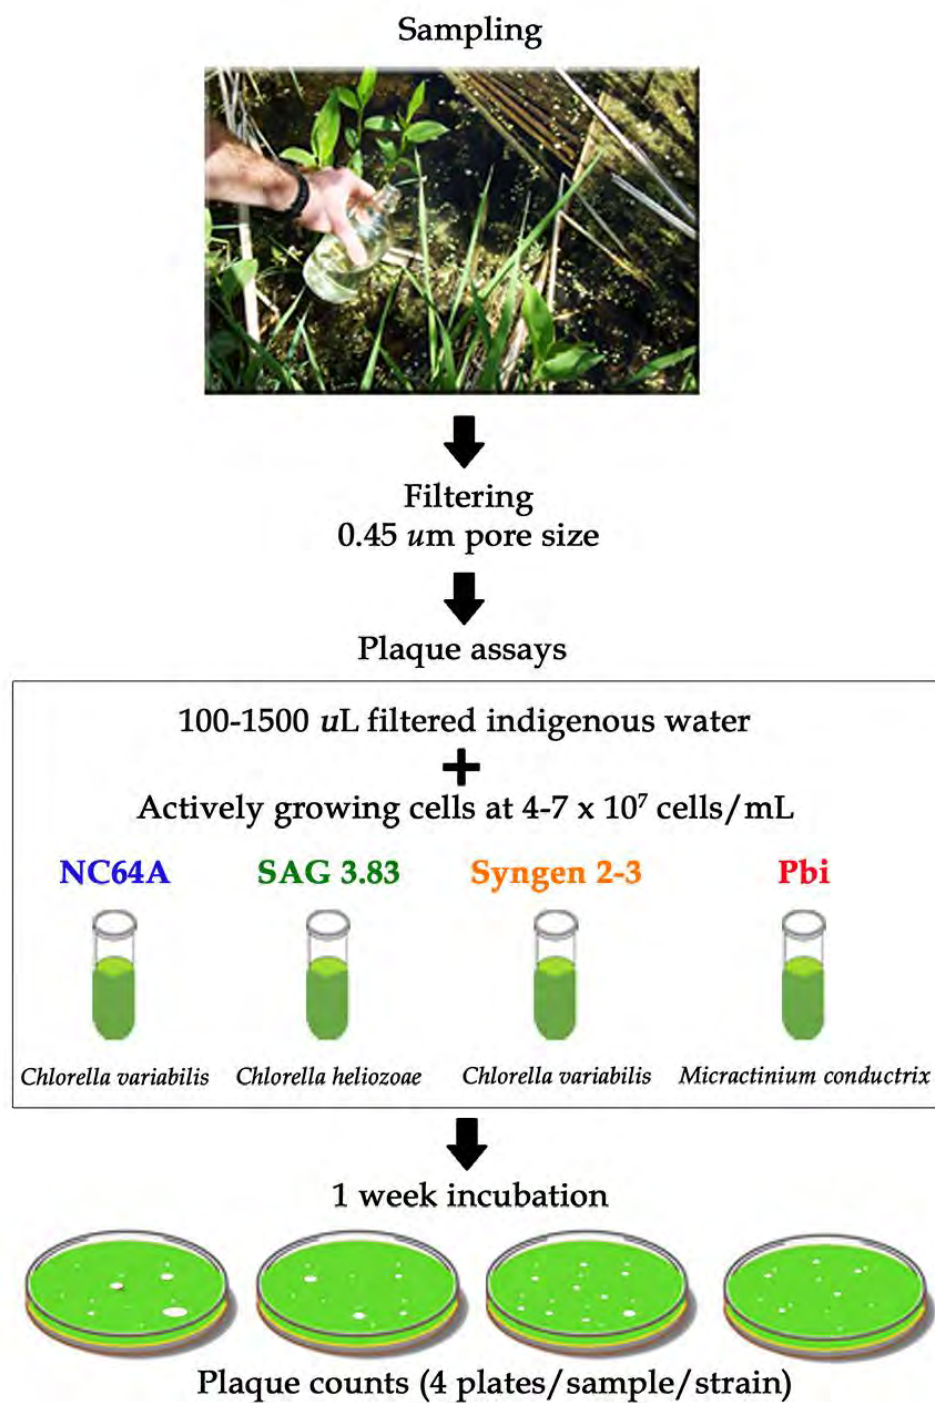 Sampling
Filtering
0.45 um pore size
Plaque assays
100-1500 uL filtered indigenous water
+
Actively growing cells at 4-7 x 10⁷ cells/mL
NC64A SAG 3.83 Syngen 2-3 Pbi
Chlorella variabilis Chlorella heliozoae Chlorella variabilis Micractinium conductrix
1 week incubation
Plaque counts (4 plates/sample/strain)